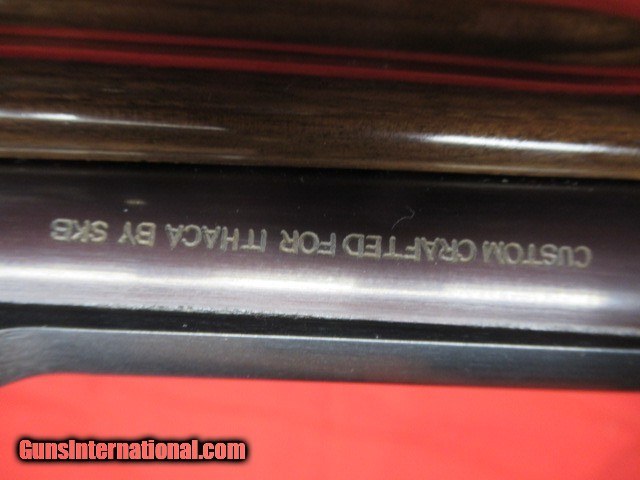 CUSTOM CRAFTED FOR ITHACA BY SKB
GunsInternational.com